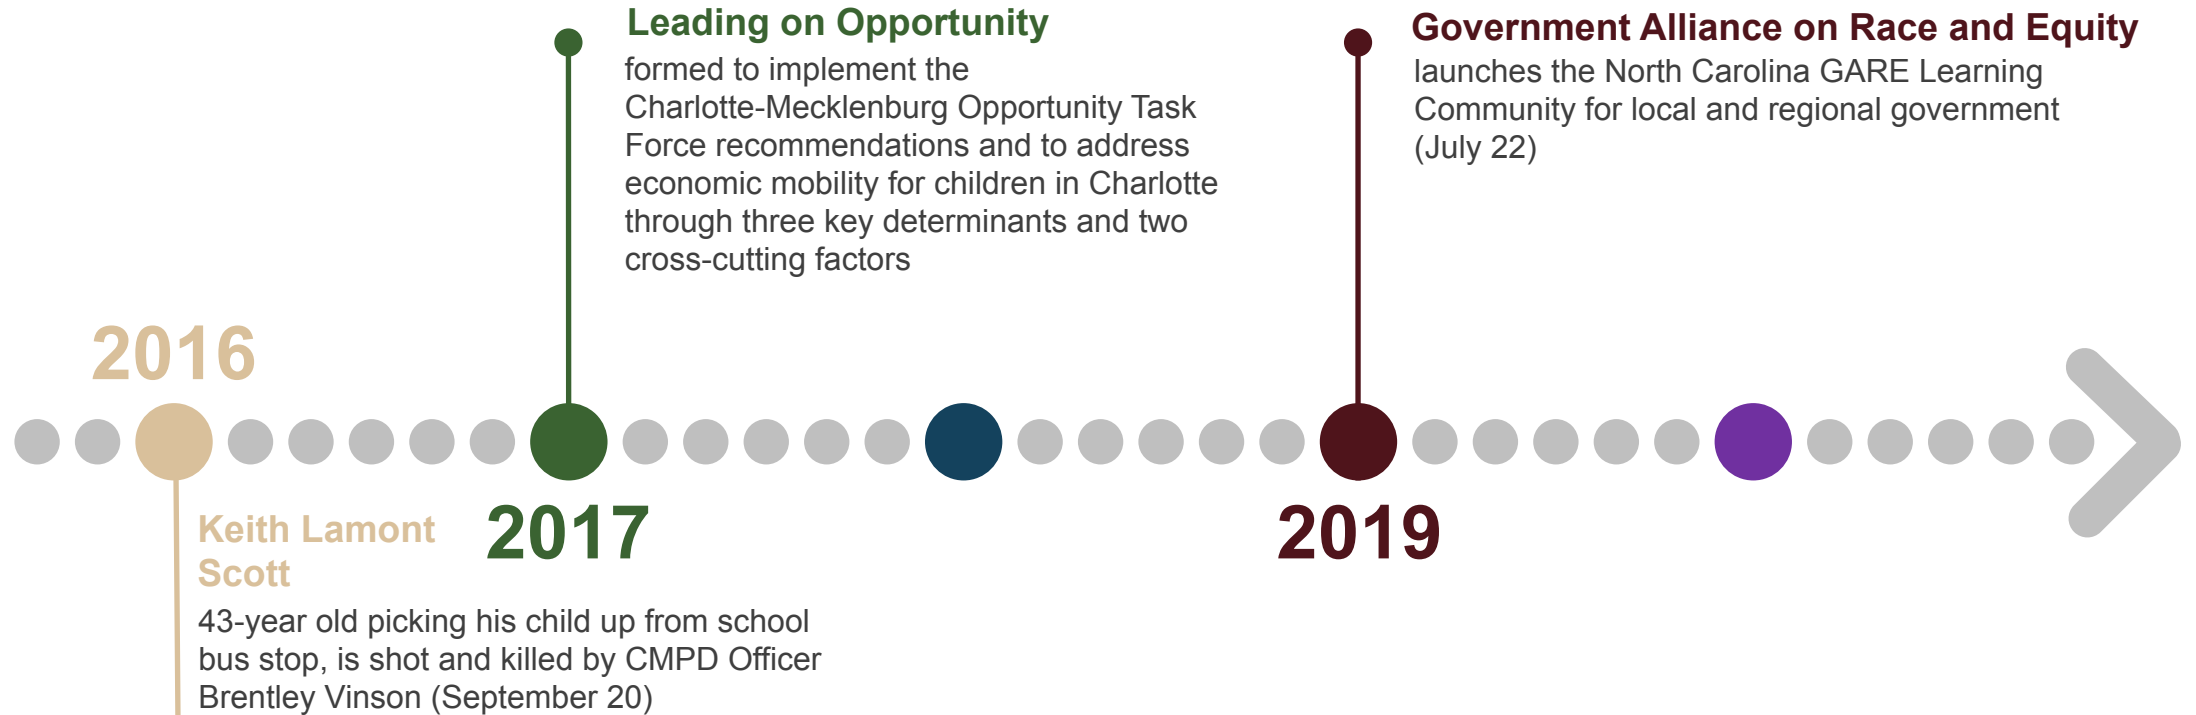 Leading on Opportunity
formed to implement the
Charlotte-Mecklenburg Opportunity Task
Force recommendations and to address
economic mobility for children in Charlotte
through three key determinants and two
cross-cutting factors
Government Alliance on Race and Equity
launches the North Carolina GARE Learning
Community for local and regional government
(July 22)
2016
Keith Lamont
Scott
43-year old picking his child up from school
bus stop, is shot and killed by CMPD Officer
Brentley Vinson (September 20)
2017
2019